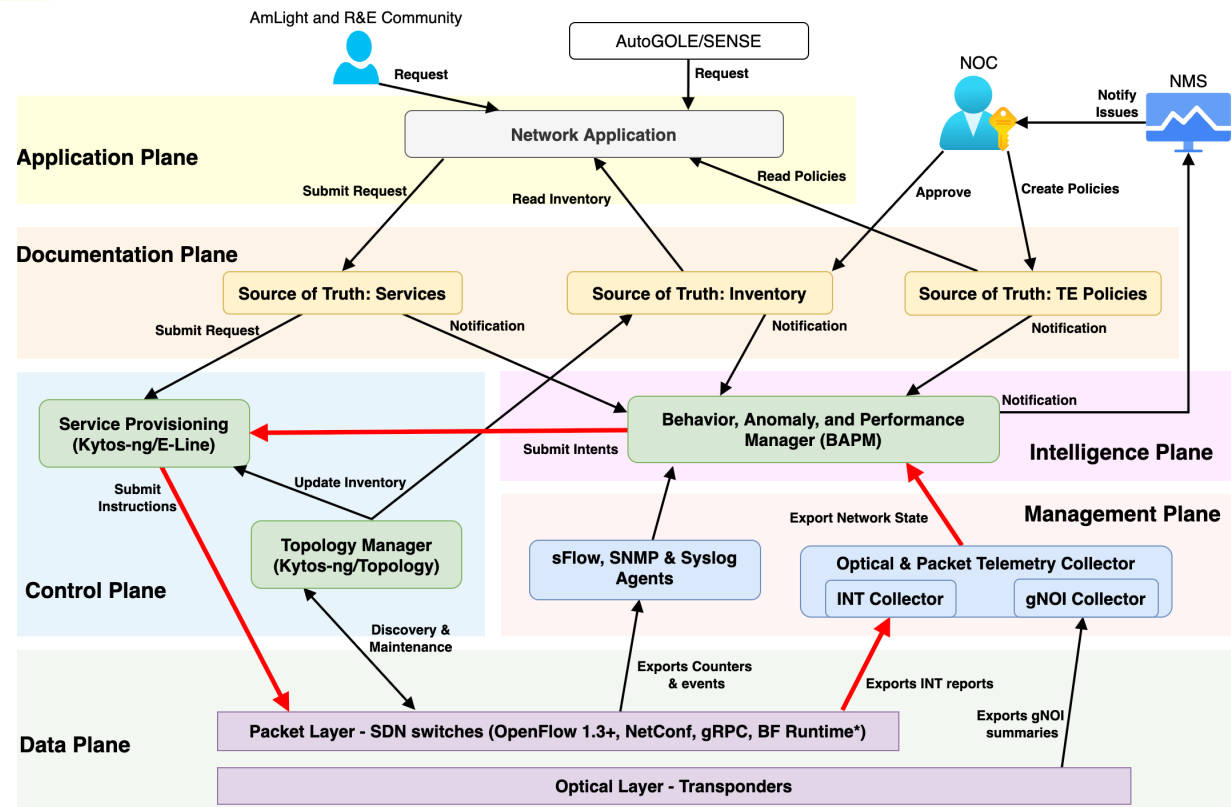 AmLight and R&E Community
AutoGOLE/SENSE
Request
Request
NOC
NMS
Notify
Issues
Network Application
Application Plane
Submit Request
Read Inventory
Read Policies
Approve
Create Policies
Documentation Plane
Source of Truth: Services
Source of Truth: Inventory
Source of Truth: TE Policies
Submit Request
Notification
Notification
Notification
Service Provisioning
(Kytos-ng/E-Line)
Behavior, Anomaly, and Performance
Manager (BAPM)
Notification
Submit Intents
Intelligence Plane
Submit
Instructions
Update Inventory
Topology Manager
(Kytos-ng/Topology)
Control Plane
Export Network State
Management Plane
sFlow, SNMP & Syslog
Agents
Optical & Packet Telemetry Collector
INT Collector
gNOI Collector
Discovery &
Maintenance
Exports Counters
& events
Exports INT reports
Exports gNOI
summaries
Data Plane
Packet Layer - SDN switches (OpenFlow 1.3+, NetConf, gRPC, BF Runtime*)
Optical Layer - Transponders